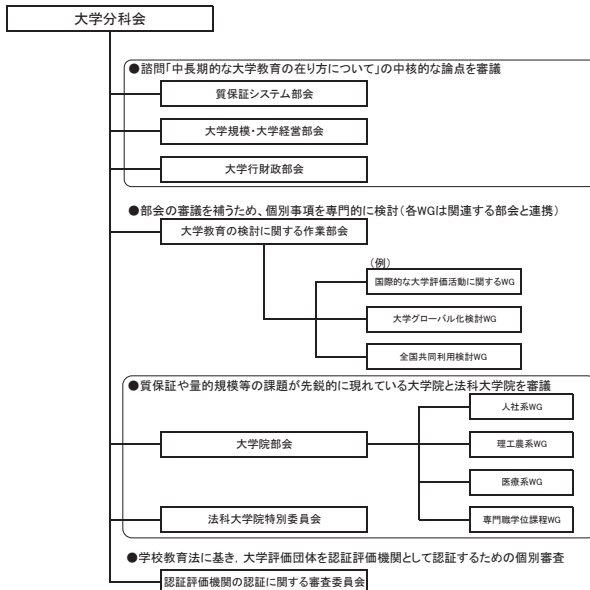 大学分科会
●諮問「中長期的な大学教育の在り方について」の中核的な論点を審議
質保証システム部会
大学規模・大学経営部会
大学行財政部会
●部会の審議を補うため、個別事項を専門的に検討(各WGは関連する部会と連携)
大学教育の検討に関する作業部会
(例)
国際的な大学評価活動に関するWG
大学グローバル化検討WG
全国共同利用検討WG
●質保証や量的規模等の課題が先鋭的に現れている大学院と法科大学院を審議
人社系WG
大学院部会
理工農系WG
医療系WG
法科大学院特別委員会
専門職学位課程WG
●学校教育法に基き, 大学評価団体を認証評価機関として認証するための個別審査
認証評価機関の認証に関する審査委員会